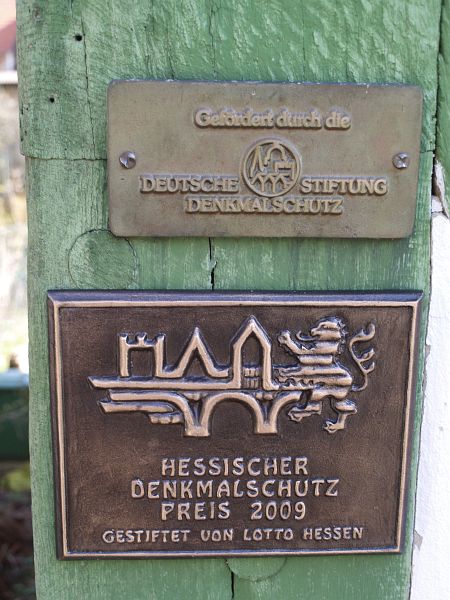 Gefördert durch die
DEUTSCHE STIFTUNG
DENKMALSCHUTZ
HESSISCHER
DENKMALSCHUTZ
PREIS 2009
GESTIFTET VON LOTTO HESSEN